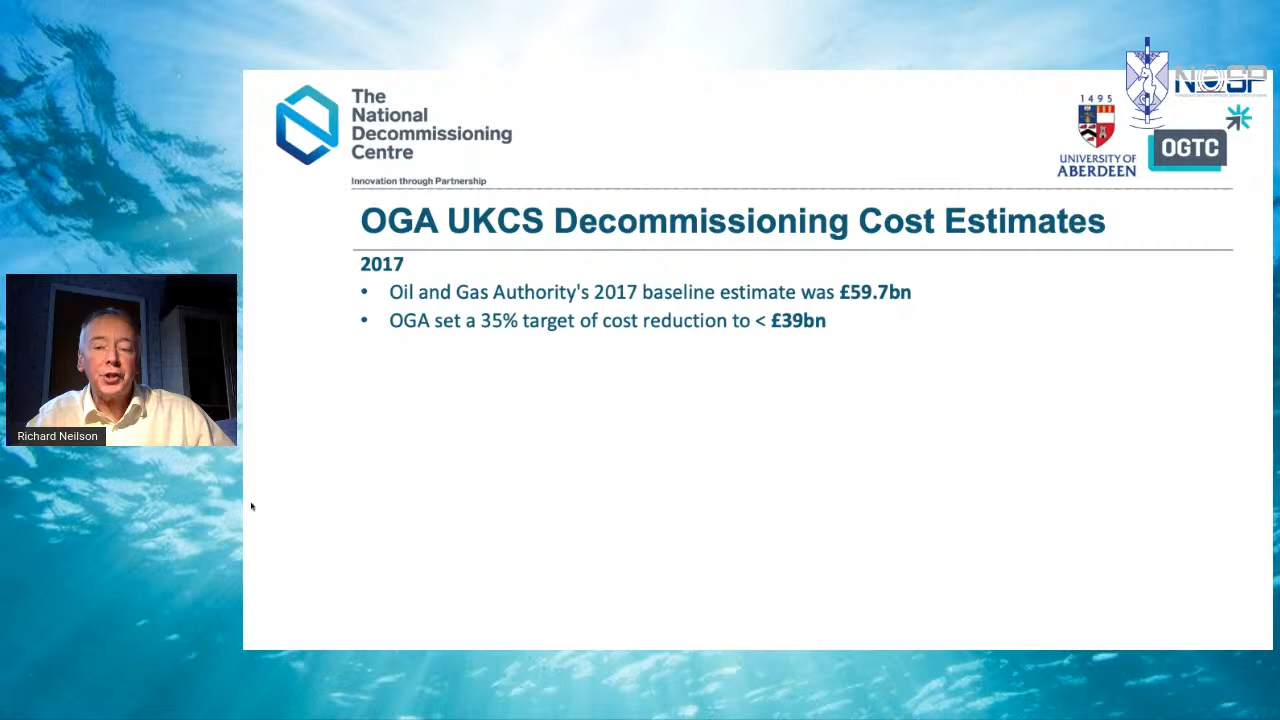 The
National
Decommissioning
Centre
Innovation through Partnership
1495
UNIVERSITY OF
ABERDEEN
OGTC
OGA UKCS Decommissioning Cost Estimates
2017
• Oil and Gas Authority's 2017 baseline estimate was £59.7bn
• OGA set a 35% target of cost reduction to < £39bn
Richard Neilson